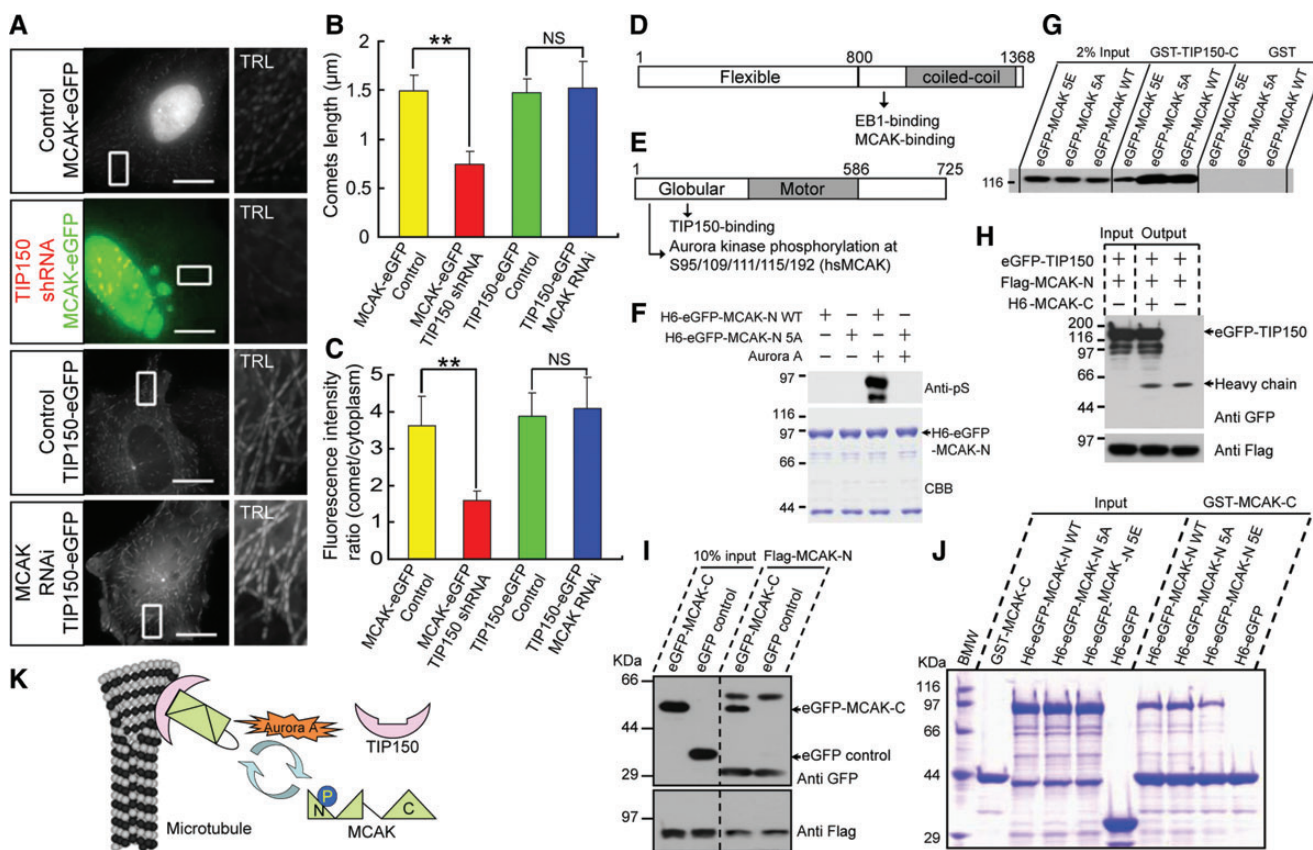 A
Control
MCAK-eGFP
TRL
TIP150
shRNA
MCAK-eGFP
TRL
Control
TIP150-eGFP
TRL
MCAK
RNAi
TIP150-eGFP
TRL
B
Comets length (μm)
2
1.5
1
0.5
0
**
NS
MCAK-eGFP
Control
MCAK-eGFP
TIP150 shRNA
TIP150-eGFP
Control
TIP150-eGFP
MCAK RNAi
C
Fluorescence intensity
ratio (comet/cytoplasm)
5
4
3
2
1
0
**
NS
MCAK-eGFP
Control
MCAK-eGFP
TIP150 shRNA
TIP150-eGFP
Control
TIP150-eGFP
MCAK RNAi
D
1 800 1368
Flexible coiled-coil
EB1-binding
MCAK-binding
E
1 586 725
Globular Motor
TIP150-binding
Aurora kinase phosphorylation at
S95/109/111/115/192 (hsMCAK)
F
H6-eGFP-MCAK-N WT + − + −
H6-eGFP-MCAK-N 5A − + − +
Aurora A − − + +
97
Anti-pS
116
97
66
44
H6-eGFP
-MCAK-N
CBB
G
2% Input GST-TIP150-C GST
eGFP-MCAK 5E
eGFP-MCAK 5A
eGFP-MCAK WT
eGFP-MCAK 5E
eGFP-MCAK 5A
eGFP-MCAK WT
eGFP-MCAK 5E
eGFP-MCAK 5A
eGFP-MCAK WT
116
H
Input Output
eGFP-TIP150 + + +
Flag-MCAK-N + + +
H6-MCAK-C − + −
200
116
97
66
44
eGFP-TIP150
Heavy chain
Anti GFP
97
Anti Flag
I
10% input Flag-MCAK-N
eGFP-MCAK-C
eGFP control
eGFP-MCAK-C
eGFP control
KDa
66
44
29
eGFP-MCAK-C
eGFP control
Anti GFP
97
Anti Flag
J
Input GST-MCAK-C
BMW
GST-MCAK-C
H6-eGFP-MCAK-N WT
H6-eGFP-MCAK-N 5A
H6-eGFP-MCAK-N 5E
H6-eGFP
H6-eGFP-MCAK-N WT
H6-eGFP-MCAK-N 5A
H6-eGFP-MCAK-N 5E
H6-eGFP
KDa
116
97
66
44
29
K
Aurora A
TIP150
P
N
C
Microtubule
MCAK